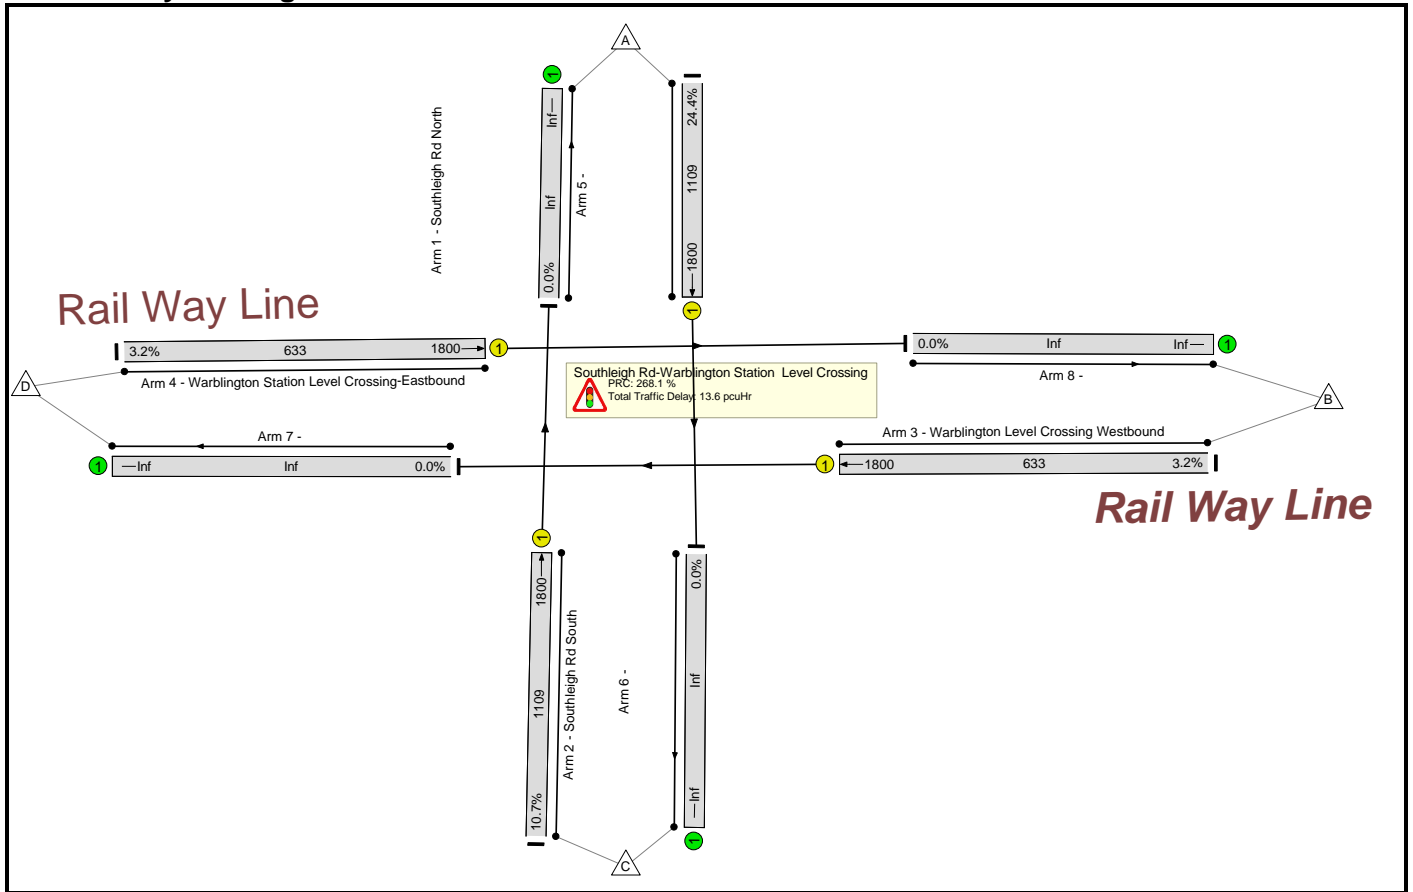 A
1
Inf
Inf
0.0%
Arm 1 - Southleigh Rd North
Arm 5 -
24.4%
1109
1800
1
Rail Way Line
3.2% 633 1800 1
Arm 4 - Warblington Station Level Crossing-Eastbound
D
0.0% Inf Inf 1
Arm 8 -
B
Southleigh Rd-Warblington Station Level Crossing
PRC: 268.1 %
Total Traffic Delay: 13.6 pcuHr
Arm 7 -
1 Inf Inf 0.0%
Arm 3 - Warblington Level Crossing Westbound
1 1800 633 3.2%
Rail Way Line
1
1800
1109
10.7%
Arm 2 - Southleigh Rd South
Arm 6 -
0.0%
Inf
Inf
1
C